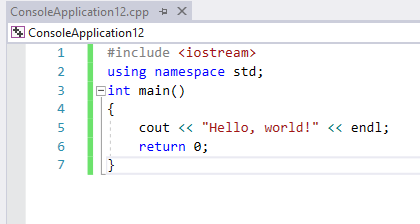 ConsoleApplication12.cpp
ConsoleApplication12
1 #include <iostream>
2 using namespace std;
3 int main()
4 {
5     cout << "Hello, world!" << endl;
6     return 0;
7 }